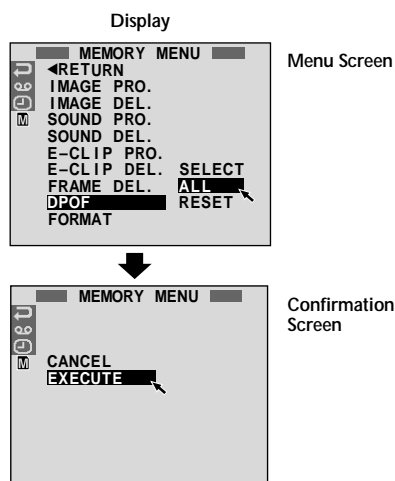 Display
MEMORY MENU
Menu Screen
◀RETURN
IMAGE PRO.
IMAGE DEL.
M SOUND PRO.
SOUND DEL.
E–CLIP PRO.
E–CLIP DEL. SELECT
FRAME DEL. ALL
DPOF RESET
FORMAT
MEMORY MENU
Confirmation
Screen
M CANCEL
EXECUTE